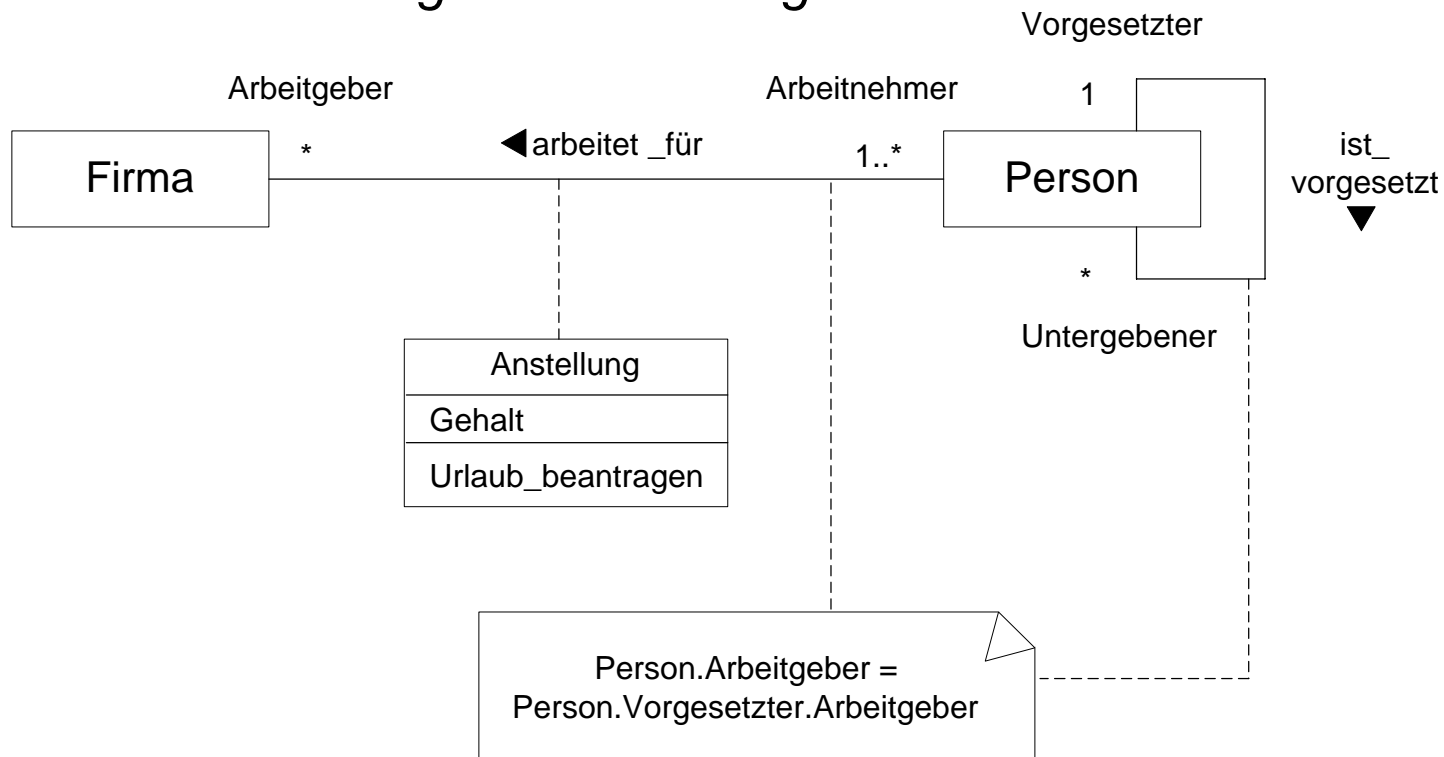 Vorgesetzter
Arbeitgeber
Arbeitnehmer
1
*
arbeitet _für
1..*
ist_
vorgesetzt
Firma
Person
*
Untergebener
Anstellung
Gehalt
Urlaub_beantragen
Person.Arbeitgeber =
Person.Vorgesetzter.Arbeitgeber